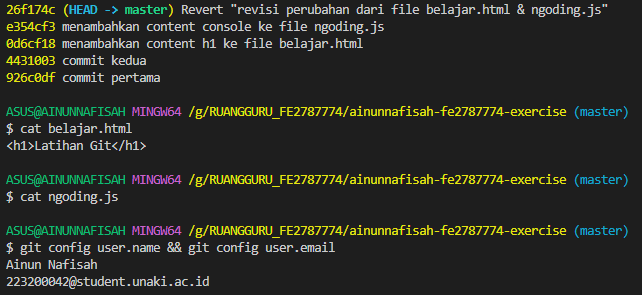 26f174c (HEAD -> master) Revert "revisi perubahan dari file belajar.html & ngoding.js"
e354cf3 menambahkan content console ke file ngoding.js
0d6cf18 menambahkan content h1 ke file belajar.html
4431003 commit kedua
926c0df commit pertama
ASUS@AINUNNAFISAH MINGW64 /g/RUANGGURU_FE2787774/ainunnafisah-fe2787774-exercise (master)
$ cat belajar.html
<h1>Latihan Git</h1>
ASUS@AINUNNAFISAH MINGW64 /g/RUANGGURU_FE2787774/ainunnafisah-fe2787774-exercise (master)
$ cat ngoding.js
ASUS@AINUNNAFISAH MINGW64 /g/RUANGGURU_FE2787774/ainunnafisah-fe2787774-exercise (master)
$ git config user.name && git config user.email
Ainun Nafisah
223200042@student.unaki.ac.id